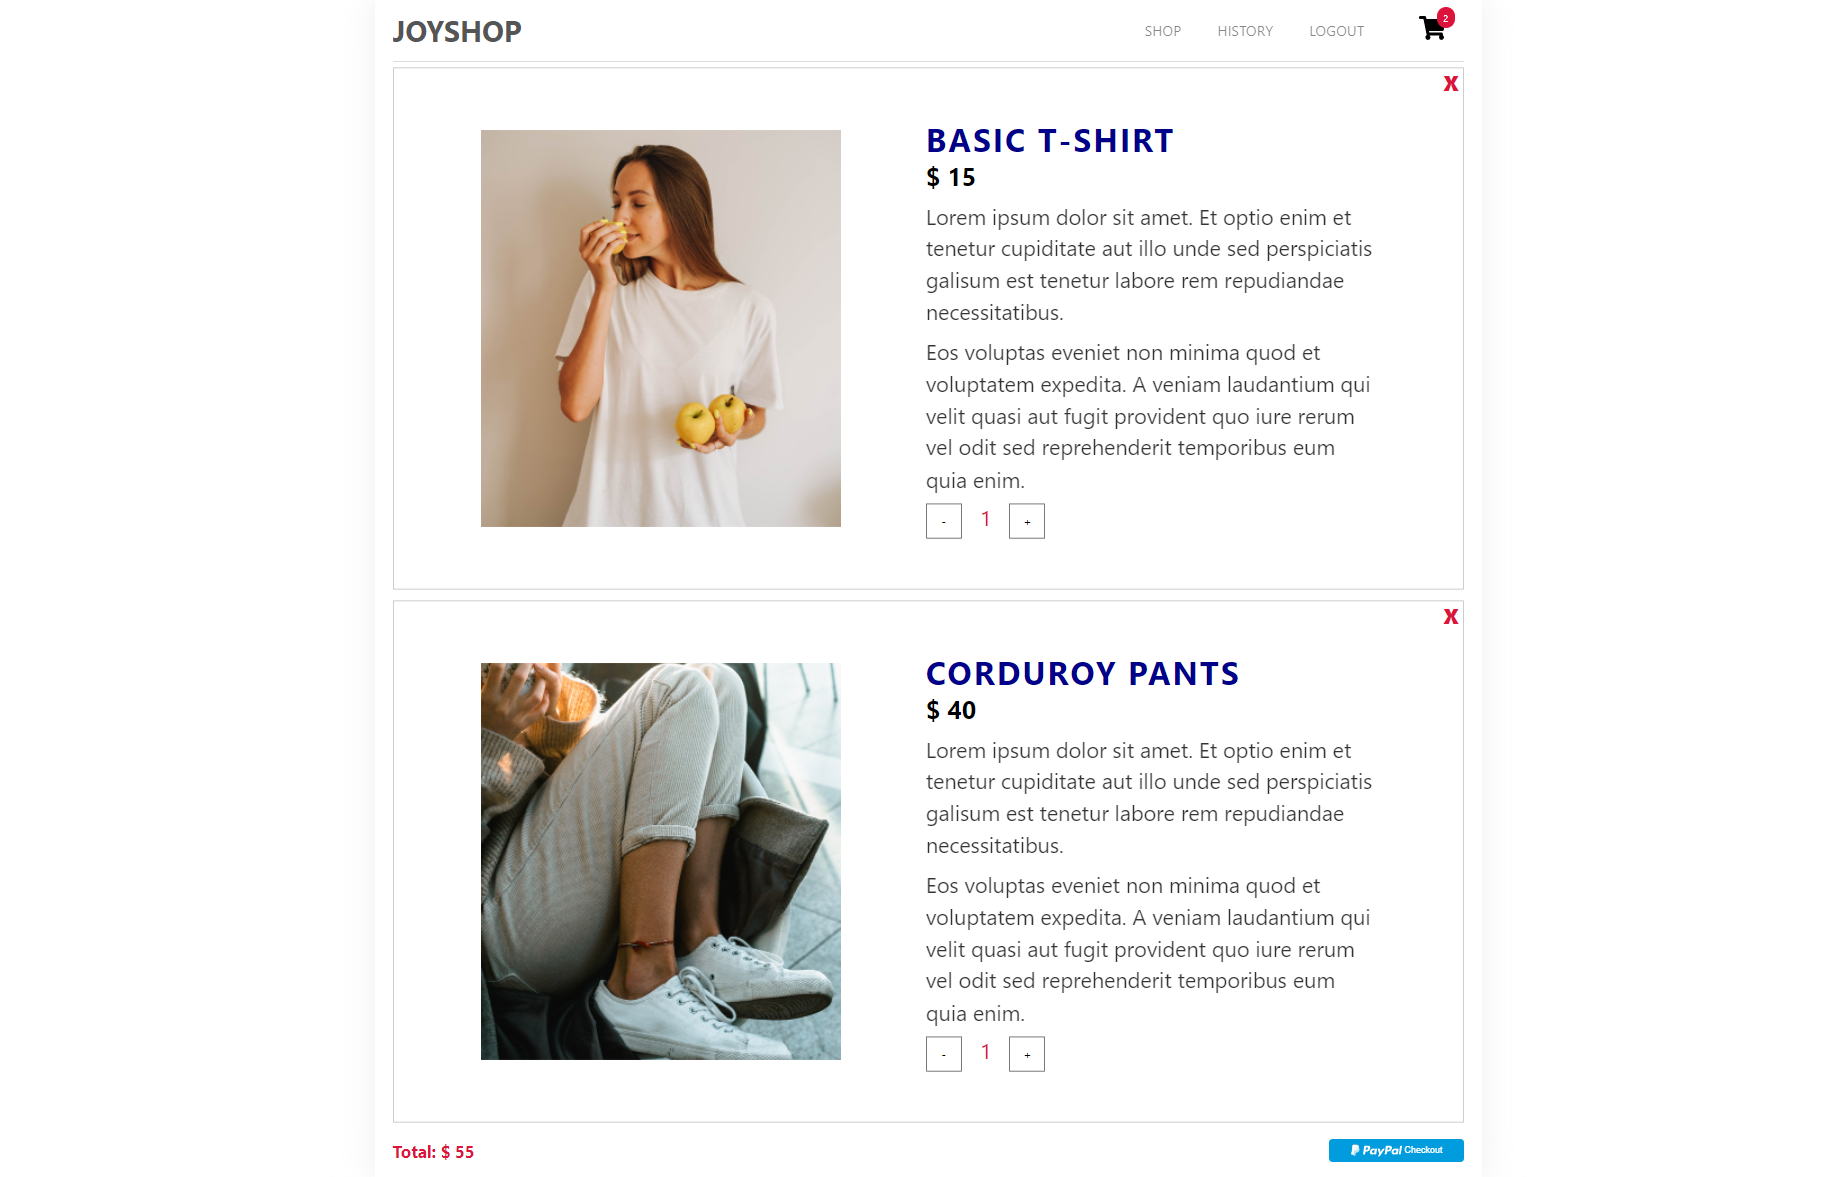 JOYSHOP
SHOP HISTORY LOGOUT 2
X
BASIC T-SHIRT
$ 15
Lorem ipsum dolor sit amet. Et optio enim et
tenetur cupiditate aut illo unde sed perspiciatis
galisum est tenetur labore rem repudiandae
necessitatibus.
Eos voluptas eveniet non minima quod et
voluptatem expedita. A veniam laudantium qui
velit quasi aut fugit provident quo iure rerum
vel odit sed reprehenderit temporibus eum
quia enim.
- 1 +
X
CORDUROY PANTS
$ 40
Lorem ipsum dolor sit amet. Et optio enim et
tenetur cupiditate aut illo unde sed perspiciatis
galisum est tenetur labore rem repudiandae
necessitatibus.
Eos voluptas eveniet non minima quod et
voluptatem expedita. A veniam laudantium qui
velit quasi aut fugit provident quo iure rerum
vel odit sed reprehenderit temporibus eum
quia enim.
- 1 +
Total: $ 55
PayPal Checkout